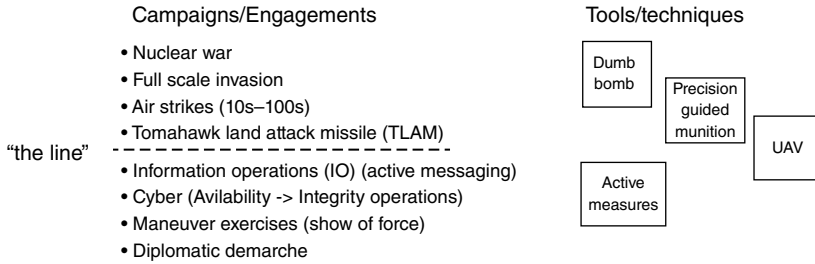 Campaigns/Engagements
• Nuclear war
• Full scale invasion
• Air strikes (10s–100s)
• Tomahawk land attack missile (TLAM)
“the line”
• Information operations (IO) (active messaging)
• Cyber (Avilability -> Integrity operations)
• Maneuver exercises (show of force)
• Diplomatic demarche
Tools/techniques
Dumb
bomb
Precision
guided
munition
UAV
Active
measures